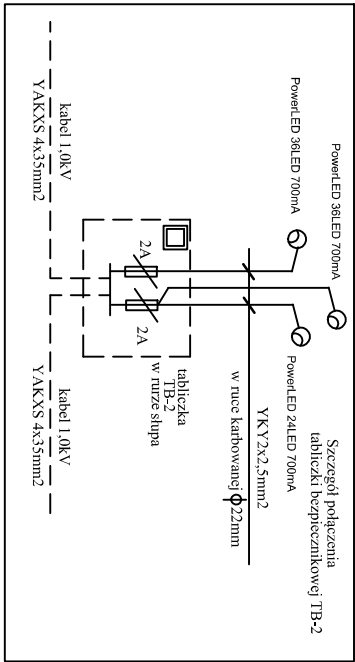 Szczegół połączenia
tabliczki bezpiecznikowej TB-2
PowerLED 36LED 700mA
PowerLED 36LED 700mA
PowerLED 24LED 700mA
YKY2x2,5mm2
w ruce karbowanej Φ22mm
2A
2A
tabliczka
TB-2
w rurze słupa
kabel 1,0kV
YAKXS 4x35mm2
kabel 1,0kV
YAKXS 4x35mm2